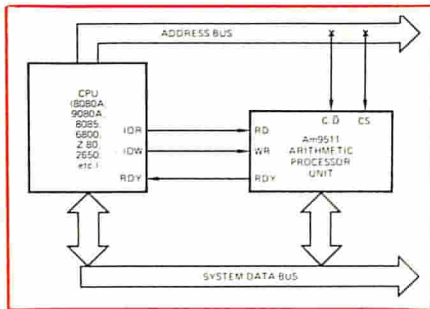 ADDRESS BUS
CPU
(8080A,
9080A,
8085,
6800,
Z 80,
2650,
etc.)
IOR
IOW
RDY
C D̅ CS
RD
WR
RDY
Am9511
ARITHMETIC
PROCESSOR
UNIT
SYSTEM DATA BUS